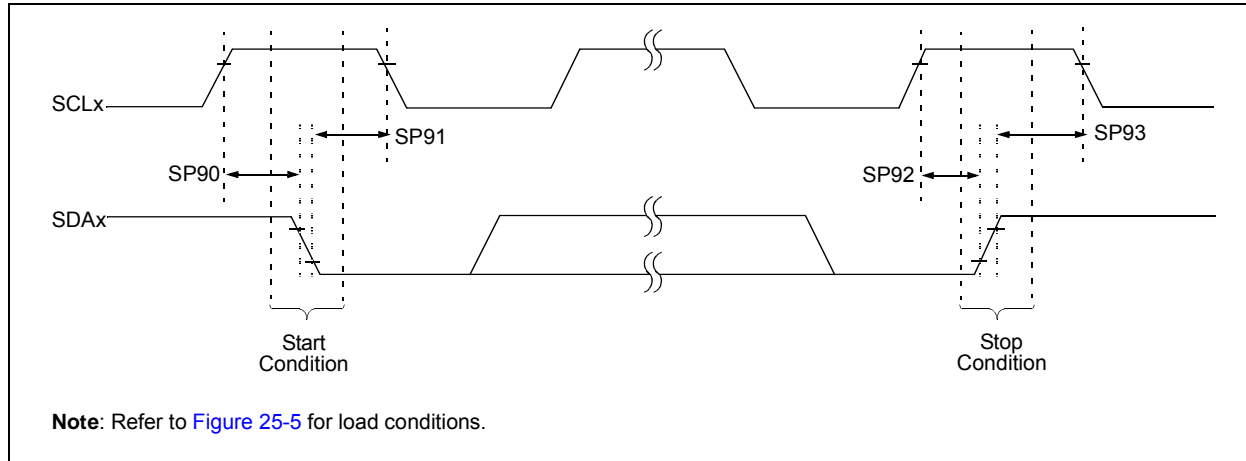 SCLx
SP91
SP93
SP90
SP92
SDAx
Start
Condition
Stop
Condition
Note: Refer to Figure 25-5 for load conditions.